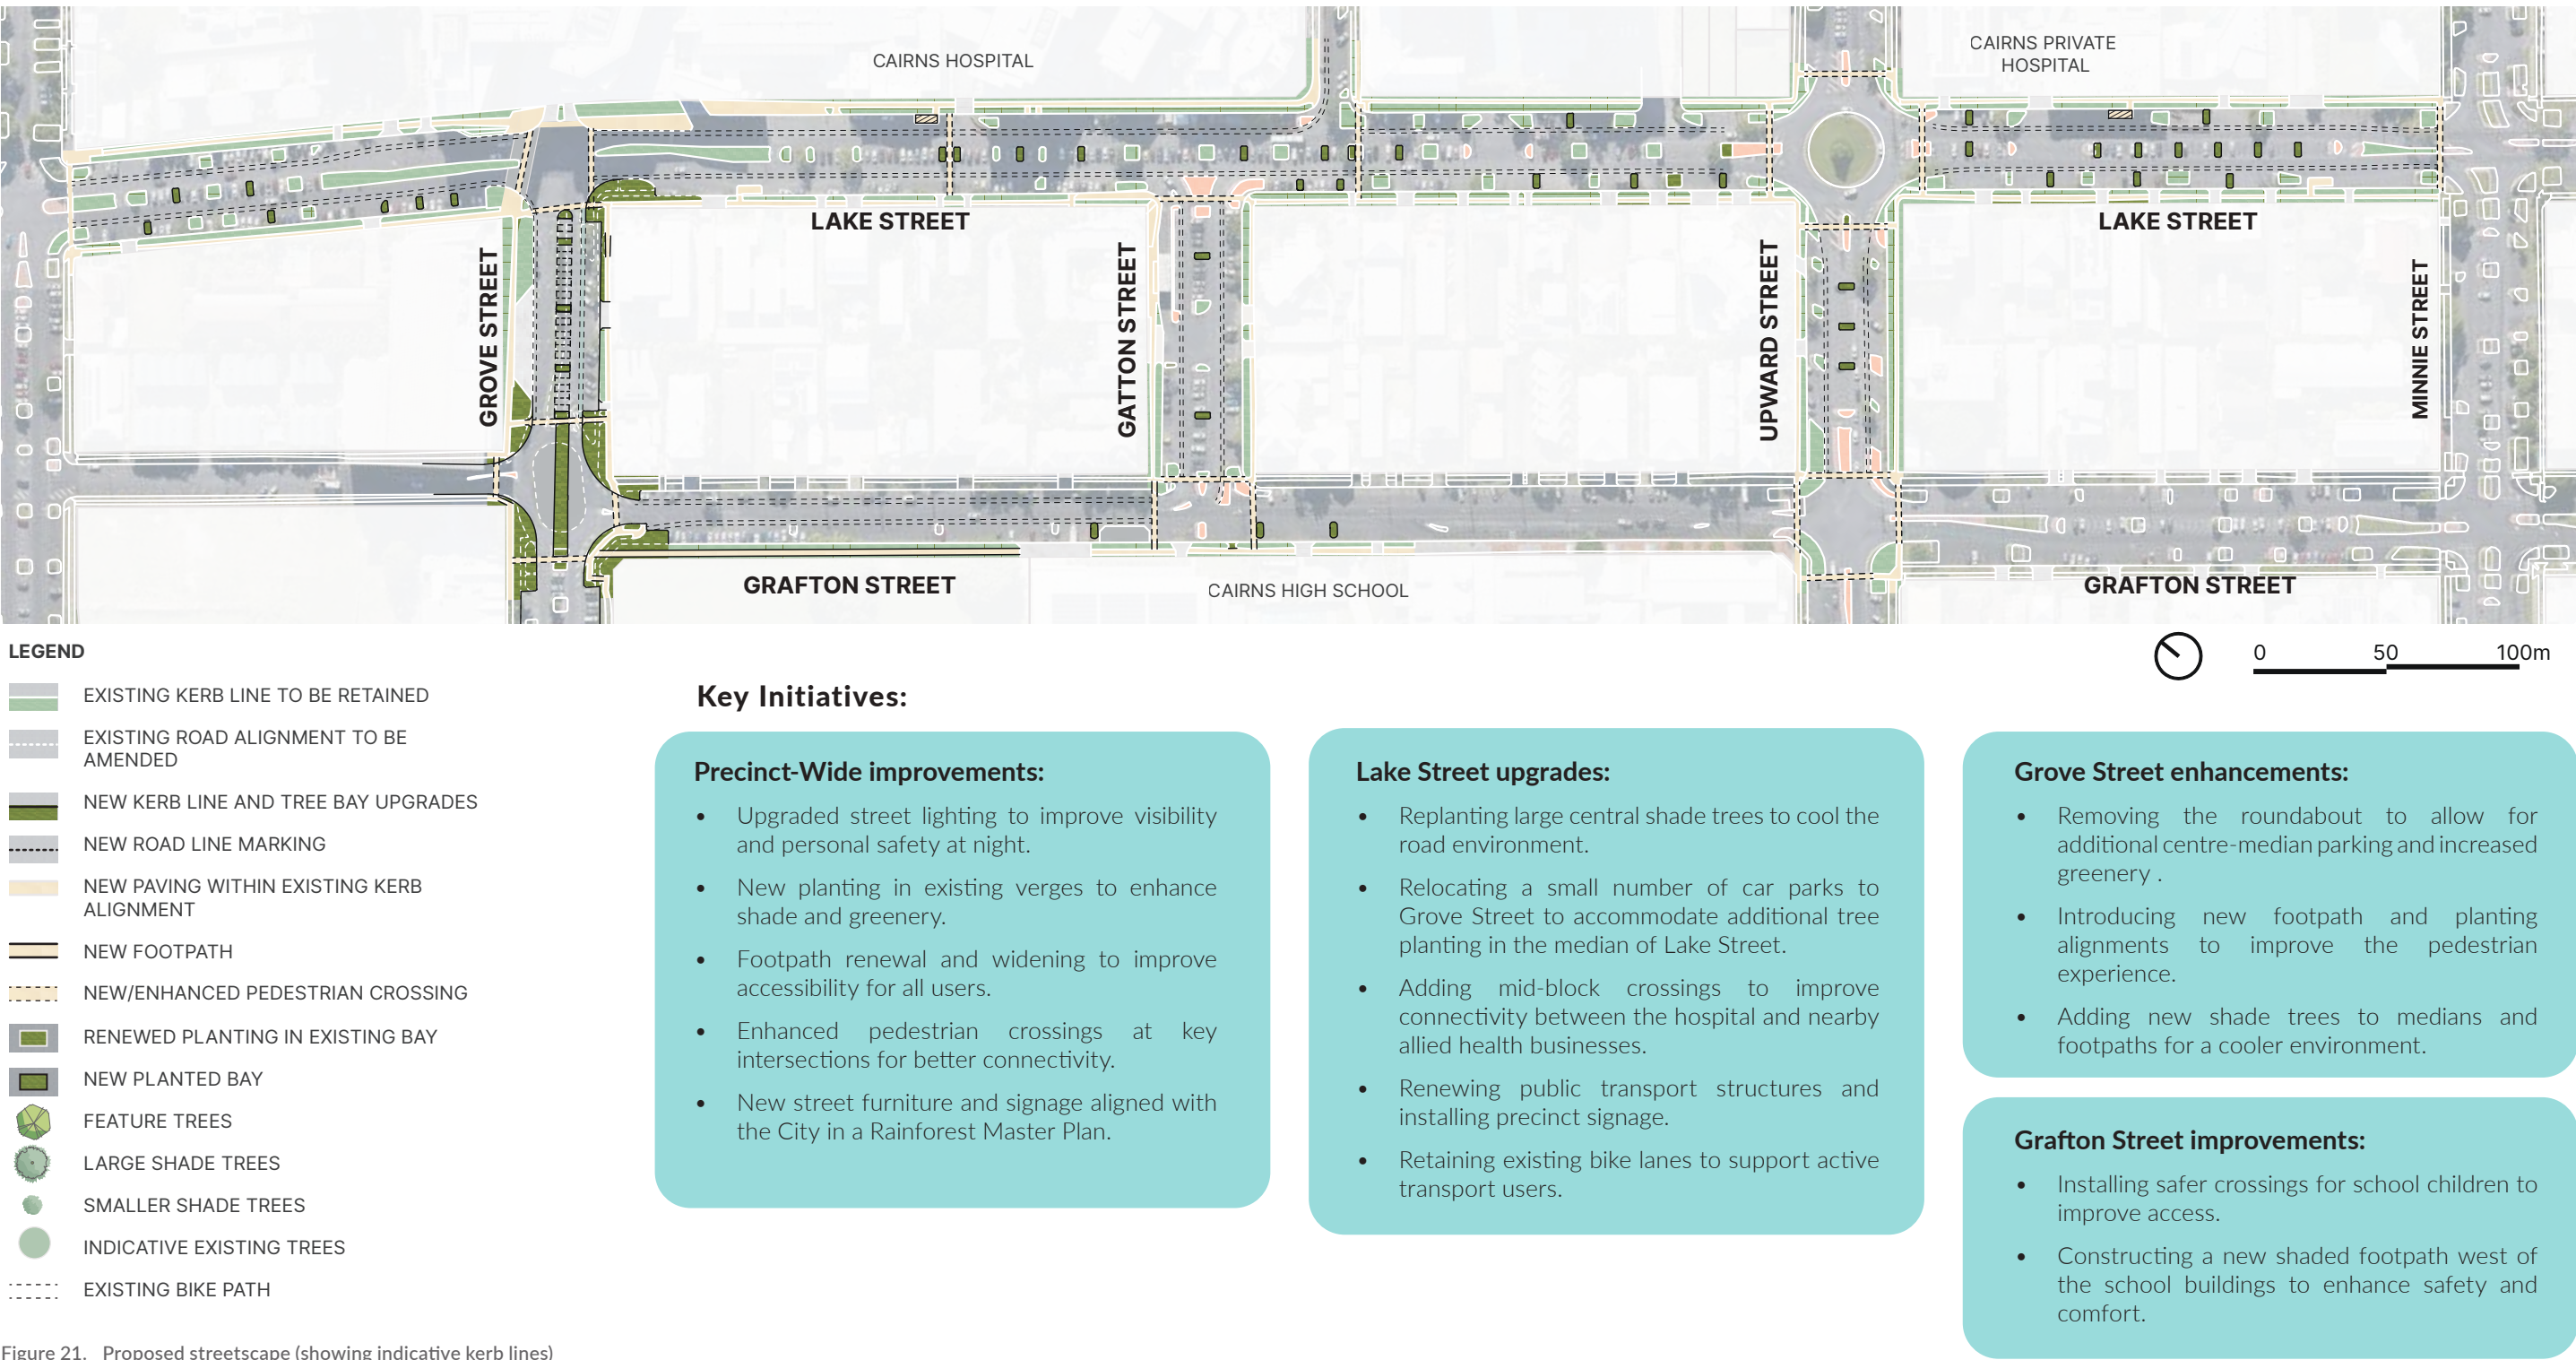 CAIRNS HOSPITAL
CAIRNS PRIVATE
HOSPITAL
LAKE STREET
LAKE STREET
GROVE STREET
GATTON STREET
UPWARD STREET
MINNIE STREET
GRAFTON STREET
CAIRNS HIGH SCHOOL
GRAFTON STREET
0 50 100m
LEGEND
EXISTING KERB LINE TO BE RETAINED
EXISTING ROAD ALIGNMENT TO BE
AMENDED
NEW KERB LINE AND TREE BAY UPGRADES
NEW ROAD LINE MARKING
NEW PAVING WITHIN EXISTING KERB
ALIGNMENT
NEW FOOTPATH
NEW/ENHANCED PEDESTRIAN CROSSING
RENEWED PLANTING IN EXISTING BAY
NEW PLANTED BAY
FEATURE TREES
LARGE SHADE TREES
SMALLER SHADE TREES
INDICATIVE EXISTING TREES
EXISTING BIKE PATH
Figure 21. Proposed streetscape (showing indicative kerb lines)
Key Initiatives:
Precinct-Wide improvements:
• Upgraded street lighting to improve visibility
and personal safety at night.
• New planting in existing verges to enhance
shade and greenery.
• Footpath renewal and widening to improve
accessibility for all users.
• Enhanced pedestrian crossings at key
intersections for better connectivity.
• New street furniture and signage aligned with
the City in a Rainforest Master Plan.
Lake Street upgrades:
• Replanting large central shade trees to cool the
road environment.
• Relocating a small number of car parks to
Grove Street to accommodate additional tree
planting in the median of Lake Street.
• Adding mid-block crossings to improve
connectivity between the hospital and nearby
allied health businesses.
• Renewing public transport structures and
installing precinct signage.
• Retaining existing bike lanes to support active
transport users.
Grove Street enhancements:
• Removing the roundabout to allow for
additional centre-median parking and increased
greenery .
• Introducing new footpath and planting
alignments to improve the pedestrian
experience.
• Adding new shade trees to medians and
footpaths for a cooler environment.
Grafton Street improvements:
• Installing safer crossings for school children to
improve access.
• Constructing a new shaded footpath west of
the school buildings to enhance safety and
comfort.